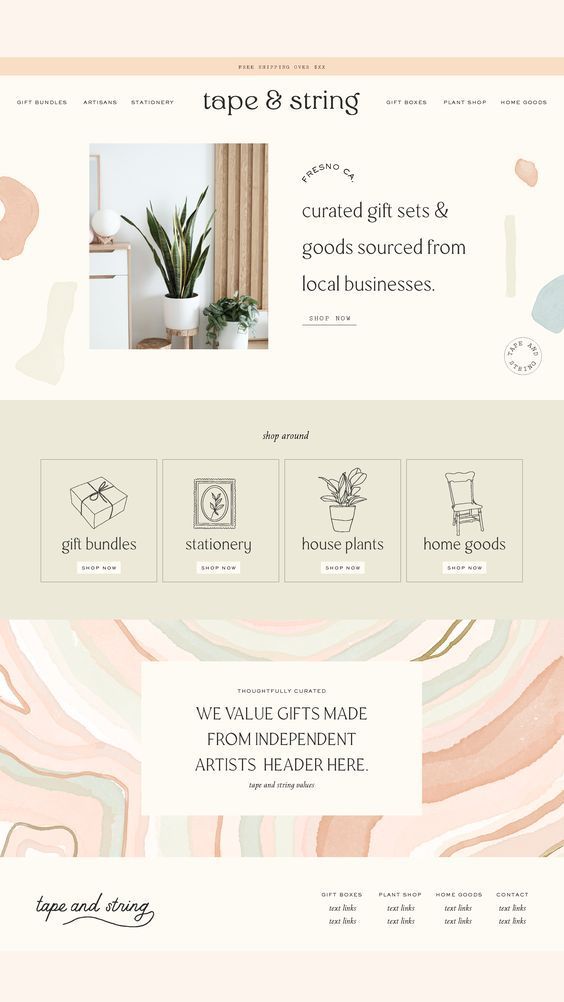 FREE SHIPPING OVER $XX
GIFT BUNDLES ARTISANS STATIONERY tape & string GIFT BOXES PLANT SHOP HOME GOODS
FRESNO CA.
curated gift sets &
goods sourced from
local businesses.
SHOP NOW
TAPE AND STRING
shop around
gift bundles stationery house plants home goods
SHOP NOW SHOP NOW SHOP NOW SHOP NOW
THOUGHTFULLY CURATED
WE VALUE GIFTS MADE
FROM INDEPENDENT
ARTISTS HEADER HERE.
tape and string values
tape and string
GIFT BOXES PLANT SHOP HOME GOODS CONTACT
text links text links text links text links
text links text links text links text links